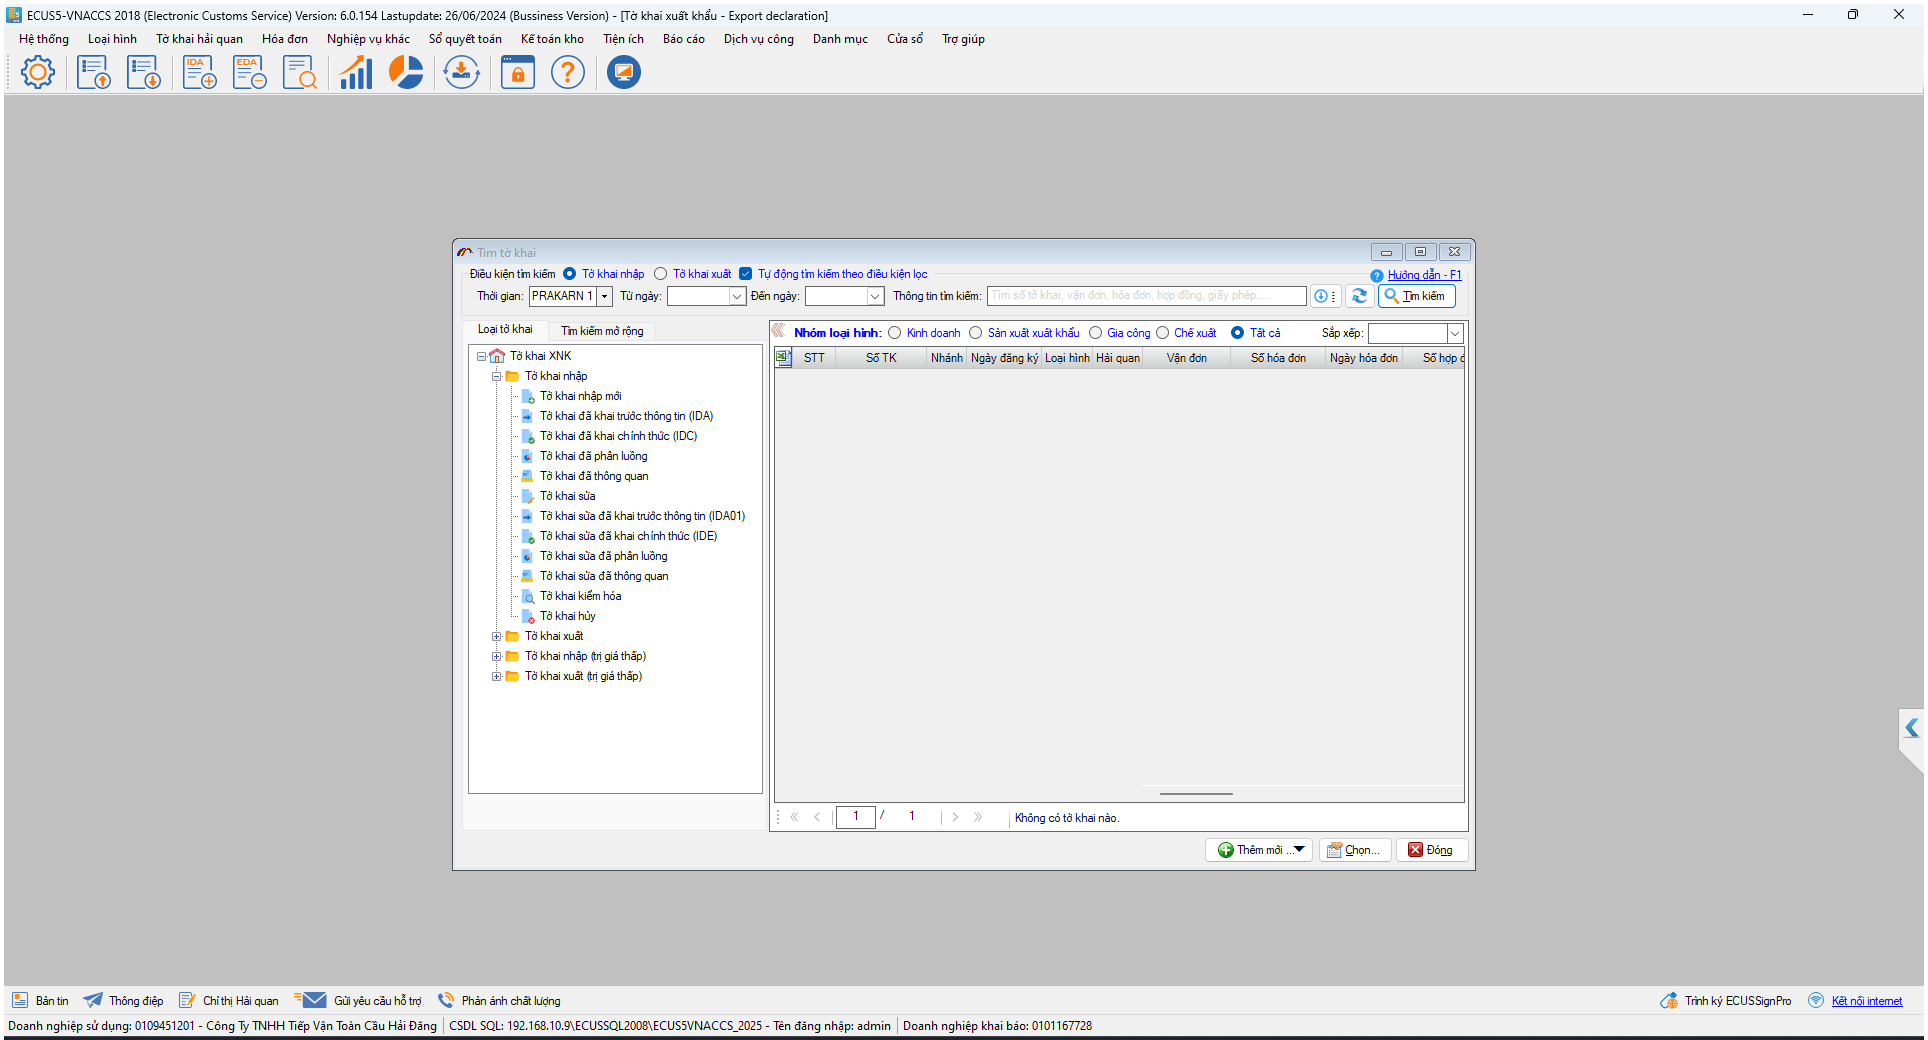 ECUS5-VNACCS 2018 (Electronic Customs Service) Version: 6.0.154 Lastupdate: 26/06/2024 (Bussiness Version) - [Tờ khai xuất khẩu - Export declaration]
Hệ thống Loại hình Tờ khai hải quan Hóa đơn Nghiệp vụ khác Sổ quyết toán Kế toán kho Tiện ích Báo cáo Dịch vụ công Danh mục Cửa sổ Trợ giúp
IDA EDA
Tìm tờ khai
Điều kiện tìm kiếm Tờ khai nhập Tờ khai xuất Tự động tìm kiếm theo điều kiện lọc Hướng dẫn - F1
Thời gian: PRAKARN 1 Từ ngày: Đến ngày: Thông tin tìm kiếm: Tìm số tờ khai, vận đơn, hóa đơn, hợp đồng, giấy phép..... Tìm kiếm
Loại tờ khai Tìm kiếm mở rộng
Nhóm loại hình: Kinh doanh Sản xuất xuất khẩu Gia công Chế xuất Tất cả Sắp xếp:
STT Số TK Nhánh Ngày đăng ký Loại hình Hải quan Vận đơn Số hóa đơn Ngày hóa đơn Số hợp đ
Tờ khai XNK
Tờ khai nhập
Tờ khai nhập mới
Tờ khai đã khai trước thông tin (IDA)
Tờ khai đã khai chính thức (IDC)
Tờ khai đã phân luồng
Tờ khai đã thông quan
Tờ khai sửa
Tờ khai sửa đã khai trước thông tin (IDA01)
Tờ khai sửa đã khai chính thức (IDE)
Tờ khai sửa đã phân luồng
Tờ khai sửa đã thông quan
Tờ khai kiểm hóa
Tờ khai hủy
Tờ khai xuất
Tờ khai nhập (trị giá thấp)
Tờ khai xuất (trị giá thấp)
1 / 1 Không có tờ khai nào.
Thêm mới ... Chọn... Đóng
Bản tin Thông điệp Chỉ thị Hải quan Gửi yêu cầu hỗ trợ Phản ánh chất lượng Trình ký ECUSSignPro Kết nối internet
Doanh nghiệp sử dụng: 0109451201 - Công Ty TNHH Tiếp Vận Toàn Cầu Hải Đăng CSDL SQL: 192.168.10.9\ECUSSQL2008\ECUS5VNACCS_2025 - Tên đăng nhập: admin Doanh nghiệp khai báo: 0101167728